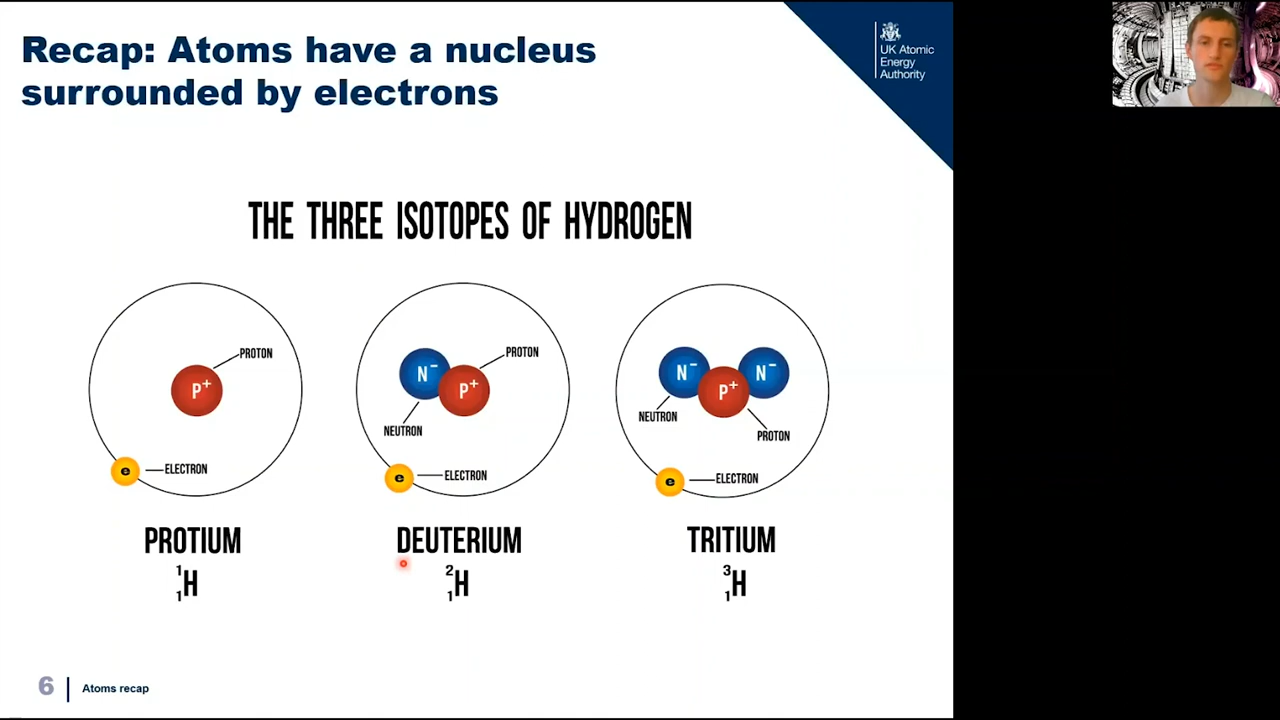 Recap: Atoms have a nucleus
surrounded by electrons
UK Atomic
Energy
Authority
THE THREE ISOTOPES OF HYDROGEN
PROTON
P+
e
ELECTRON
PROTIUM
1
1H
PROTON
N− P+
NEUTRON
e
ELECTRON
DEUTERIUM
2
1H
N− P+ N−
NEUTRON
PROTON
e
ELECTRON
TRITIUM
3
1H
6
Atoms recap